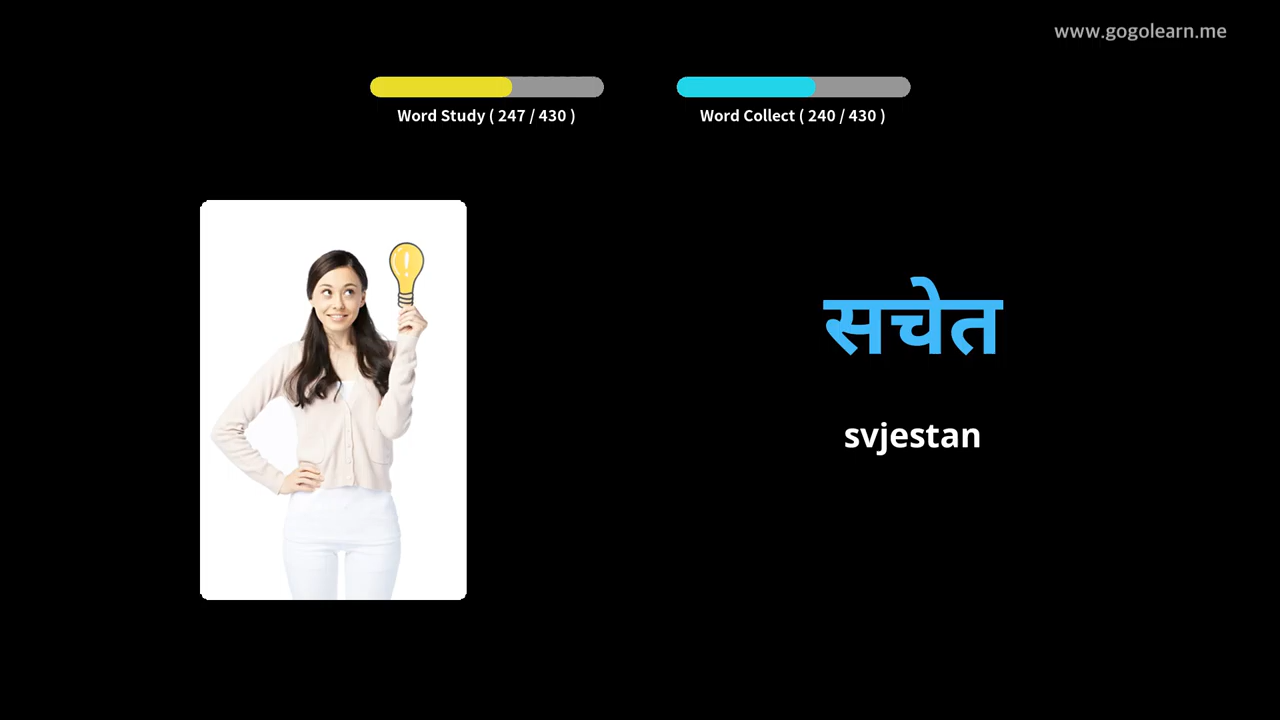 www.gogolearn.me
Word Study ( 247 / 430 )
Word Collect ( 240 / 430 )
सचेत
svjestan